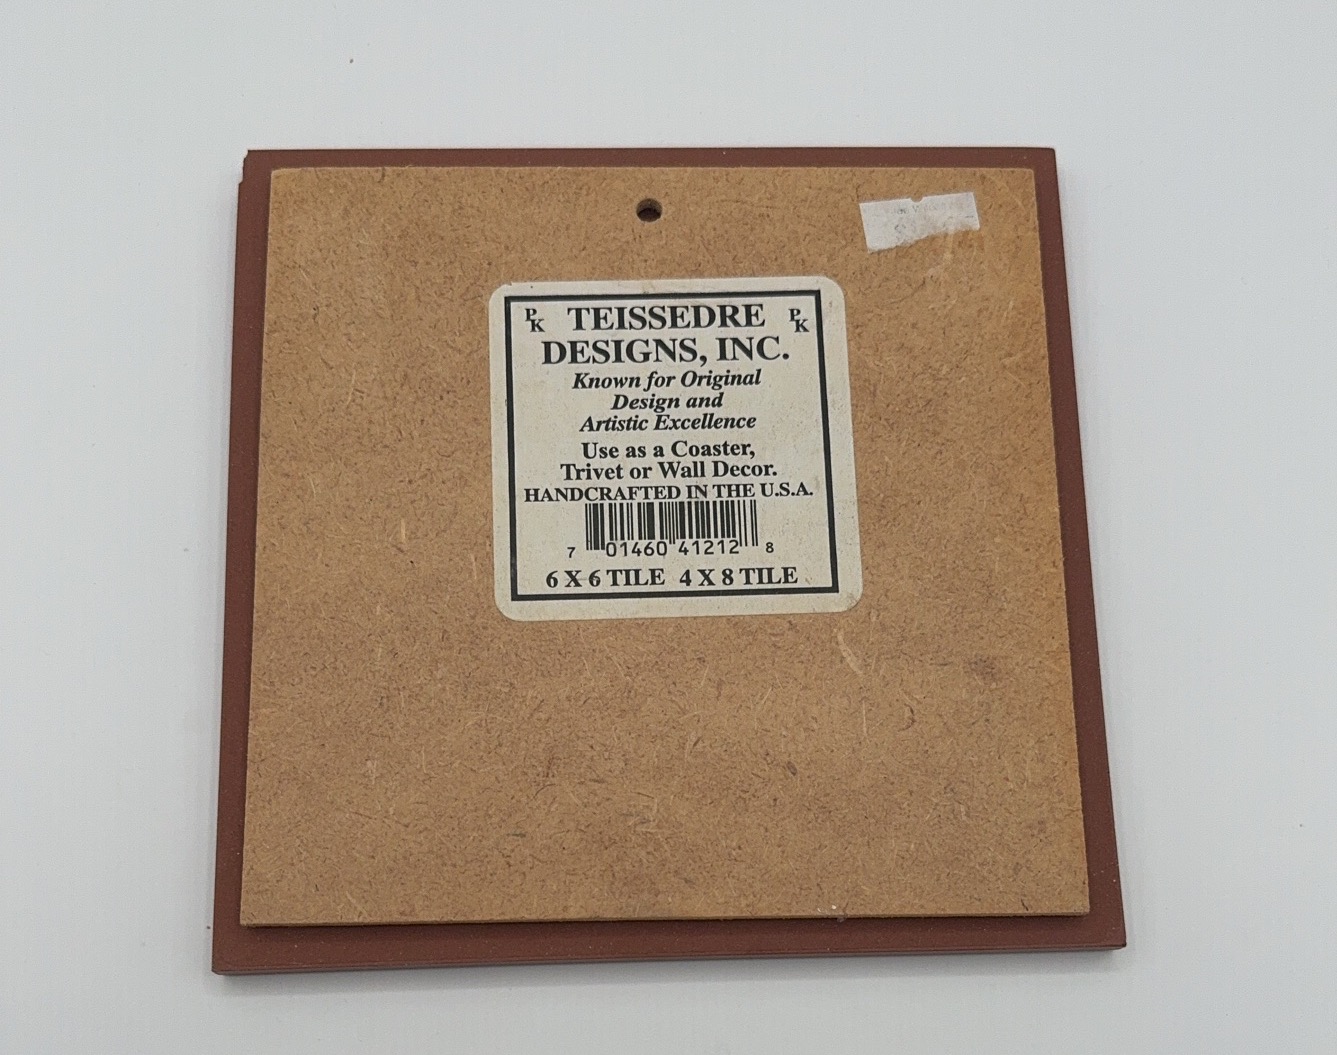 PK TEISSEDRE PK
DESIGNS, INC.
Known for Original
Design and
Artistic Excellence
Use as a Coaster,
Trivet or Wall Decor.
HANDCRAFTED IN THE U.S.A.
7 01460 41212 8
6 X 6 TILE 4 X 8 TILE